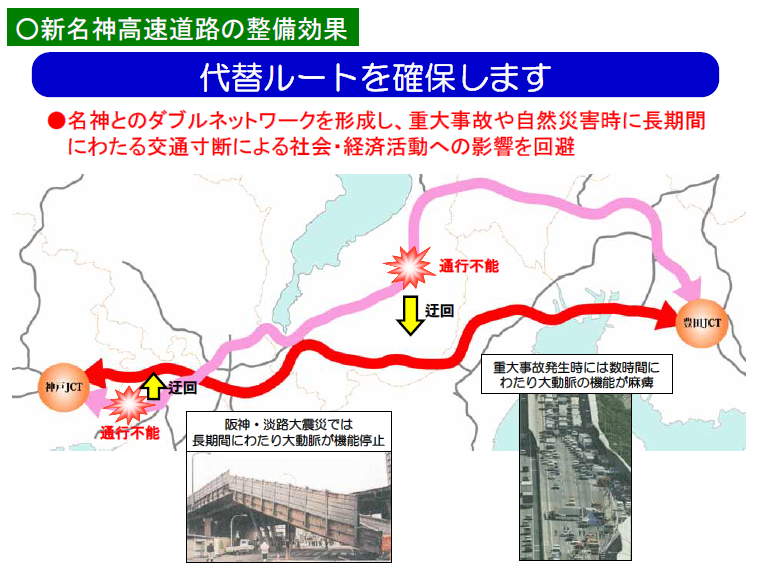 〇新名神高速道路の整備効果
代替ルートを確保します
●名神とのダブルネットワークを形成し、重大事故や自然災害時に長期間
にわたる交通寸断による社会・経済活動への影響を回避
通行不能
迂回
豊田JCT
神戸JCT
迂回
通行不能
重大事故発生時には数時間に
わたり大動脈の機能が麻痺
阪神・淡路大震災では
長期間にわたり大動脈が機能停止